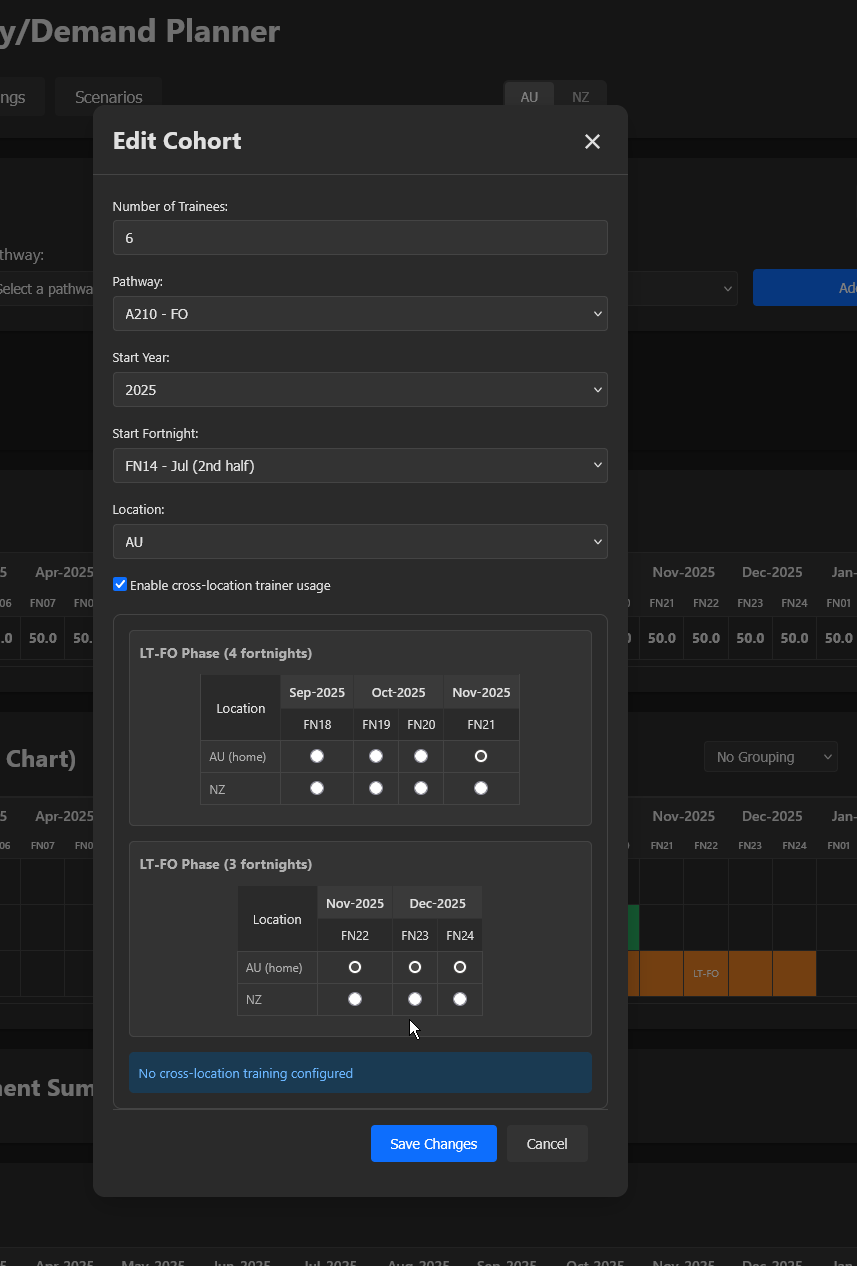 y/Demand Planner
ngs Scenarios AU NZ
Edit Cohort
Number of Trainees:
6
thway:
Select a pathwa
Pathway:
A210 - FO
Start Year:
2025
Start Fortnight:
FN14 - Jul (2nd half)
Location:
AU
Enable cross-location trainer usage
5 Apr-2025 Nov-2025 Dec-2025 Jan-
06 FN07 FN0 FN21 FN22 FN23 FN24 FN01
.0 50.0 50. 50.0 50.0 50.0 50.0 50.0
LT-FO Phase (4 fortnights)
Location Sep-2025 Oct-2025 Nov-2025
FN18 FN19 FN20 FN21
AU (home)
NZ
Chart) No Grouping
5 Apr-2025 Nov-2025 Dec-2025 Jan-
06 FN07 FN0 FN21 FN22 FN23 FN24 FN01
LT-FO Phase (3 fortnights)
Location Nov-2025 Dec-2025
FN22 FN23 FN24
AU (home)
NZ
LT-FO
No cross-location training configured
ent Sum
Save Changes Cancel
5 Apr-2025 May-2025 Jun-2025 Jul-2025 Aug-2025 Sep-2025 Oct-2025 Nov-2025 Dec-2025 Jan-